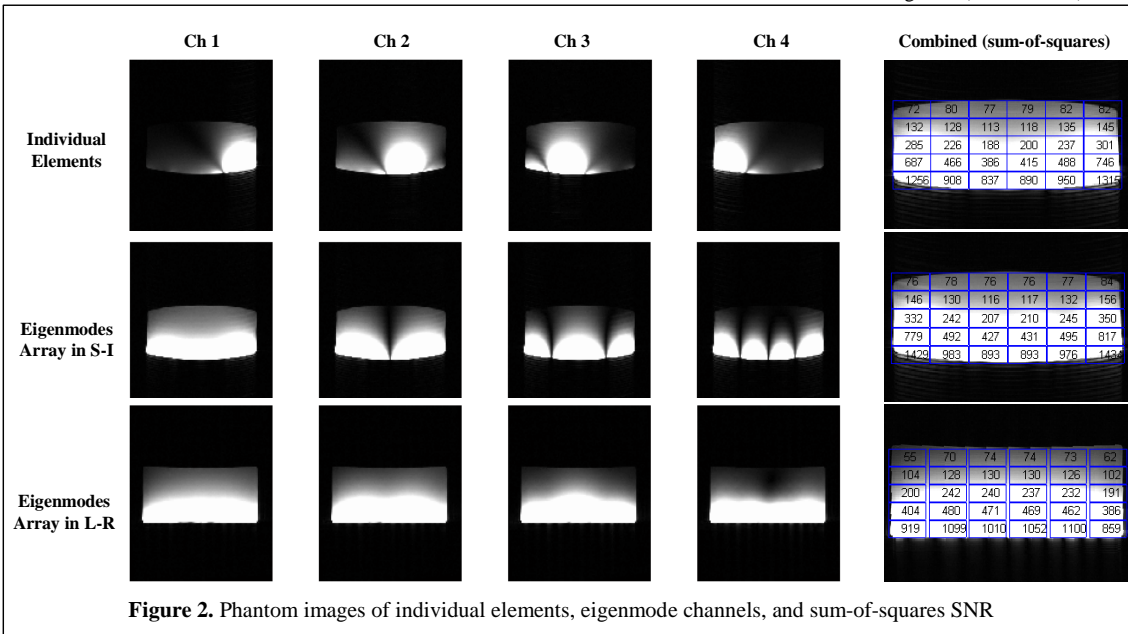 Ch 1 Ch 2 Ch 3 Ch 4 Combined (sum-of-squares)
Individual
Elements
72 80 77 79 82 82
132 128 113 118 135 145
285 226 188 200 237 301
687 466 386 415 488 746
1256 908 837 890 950 1315
Eigenmodes
Array in S-I
76 78 76 76 77 84
146 130 116 117 132 156
332 242 207 210 245 350
779 492 427 431 495 817
1429 983 893 893 976 1434
Eigenmodes
Array in L-R
55 70 74 74 73 62
104 128 130 130 126 102
200 242 240 237 232 191
404 480 471 469 462 386
919 1099 1010 1052 1100 859
Figure 2. Phantom images of individual elements, eigenmode channels, and sum-of-squares SNR